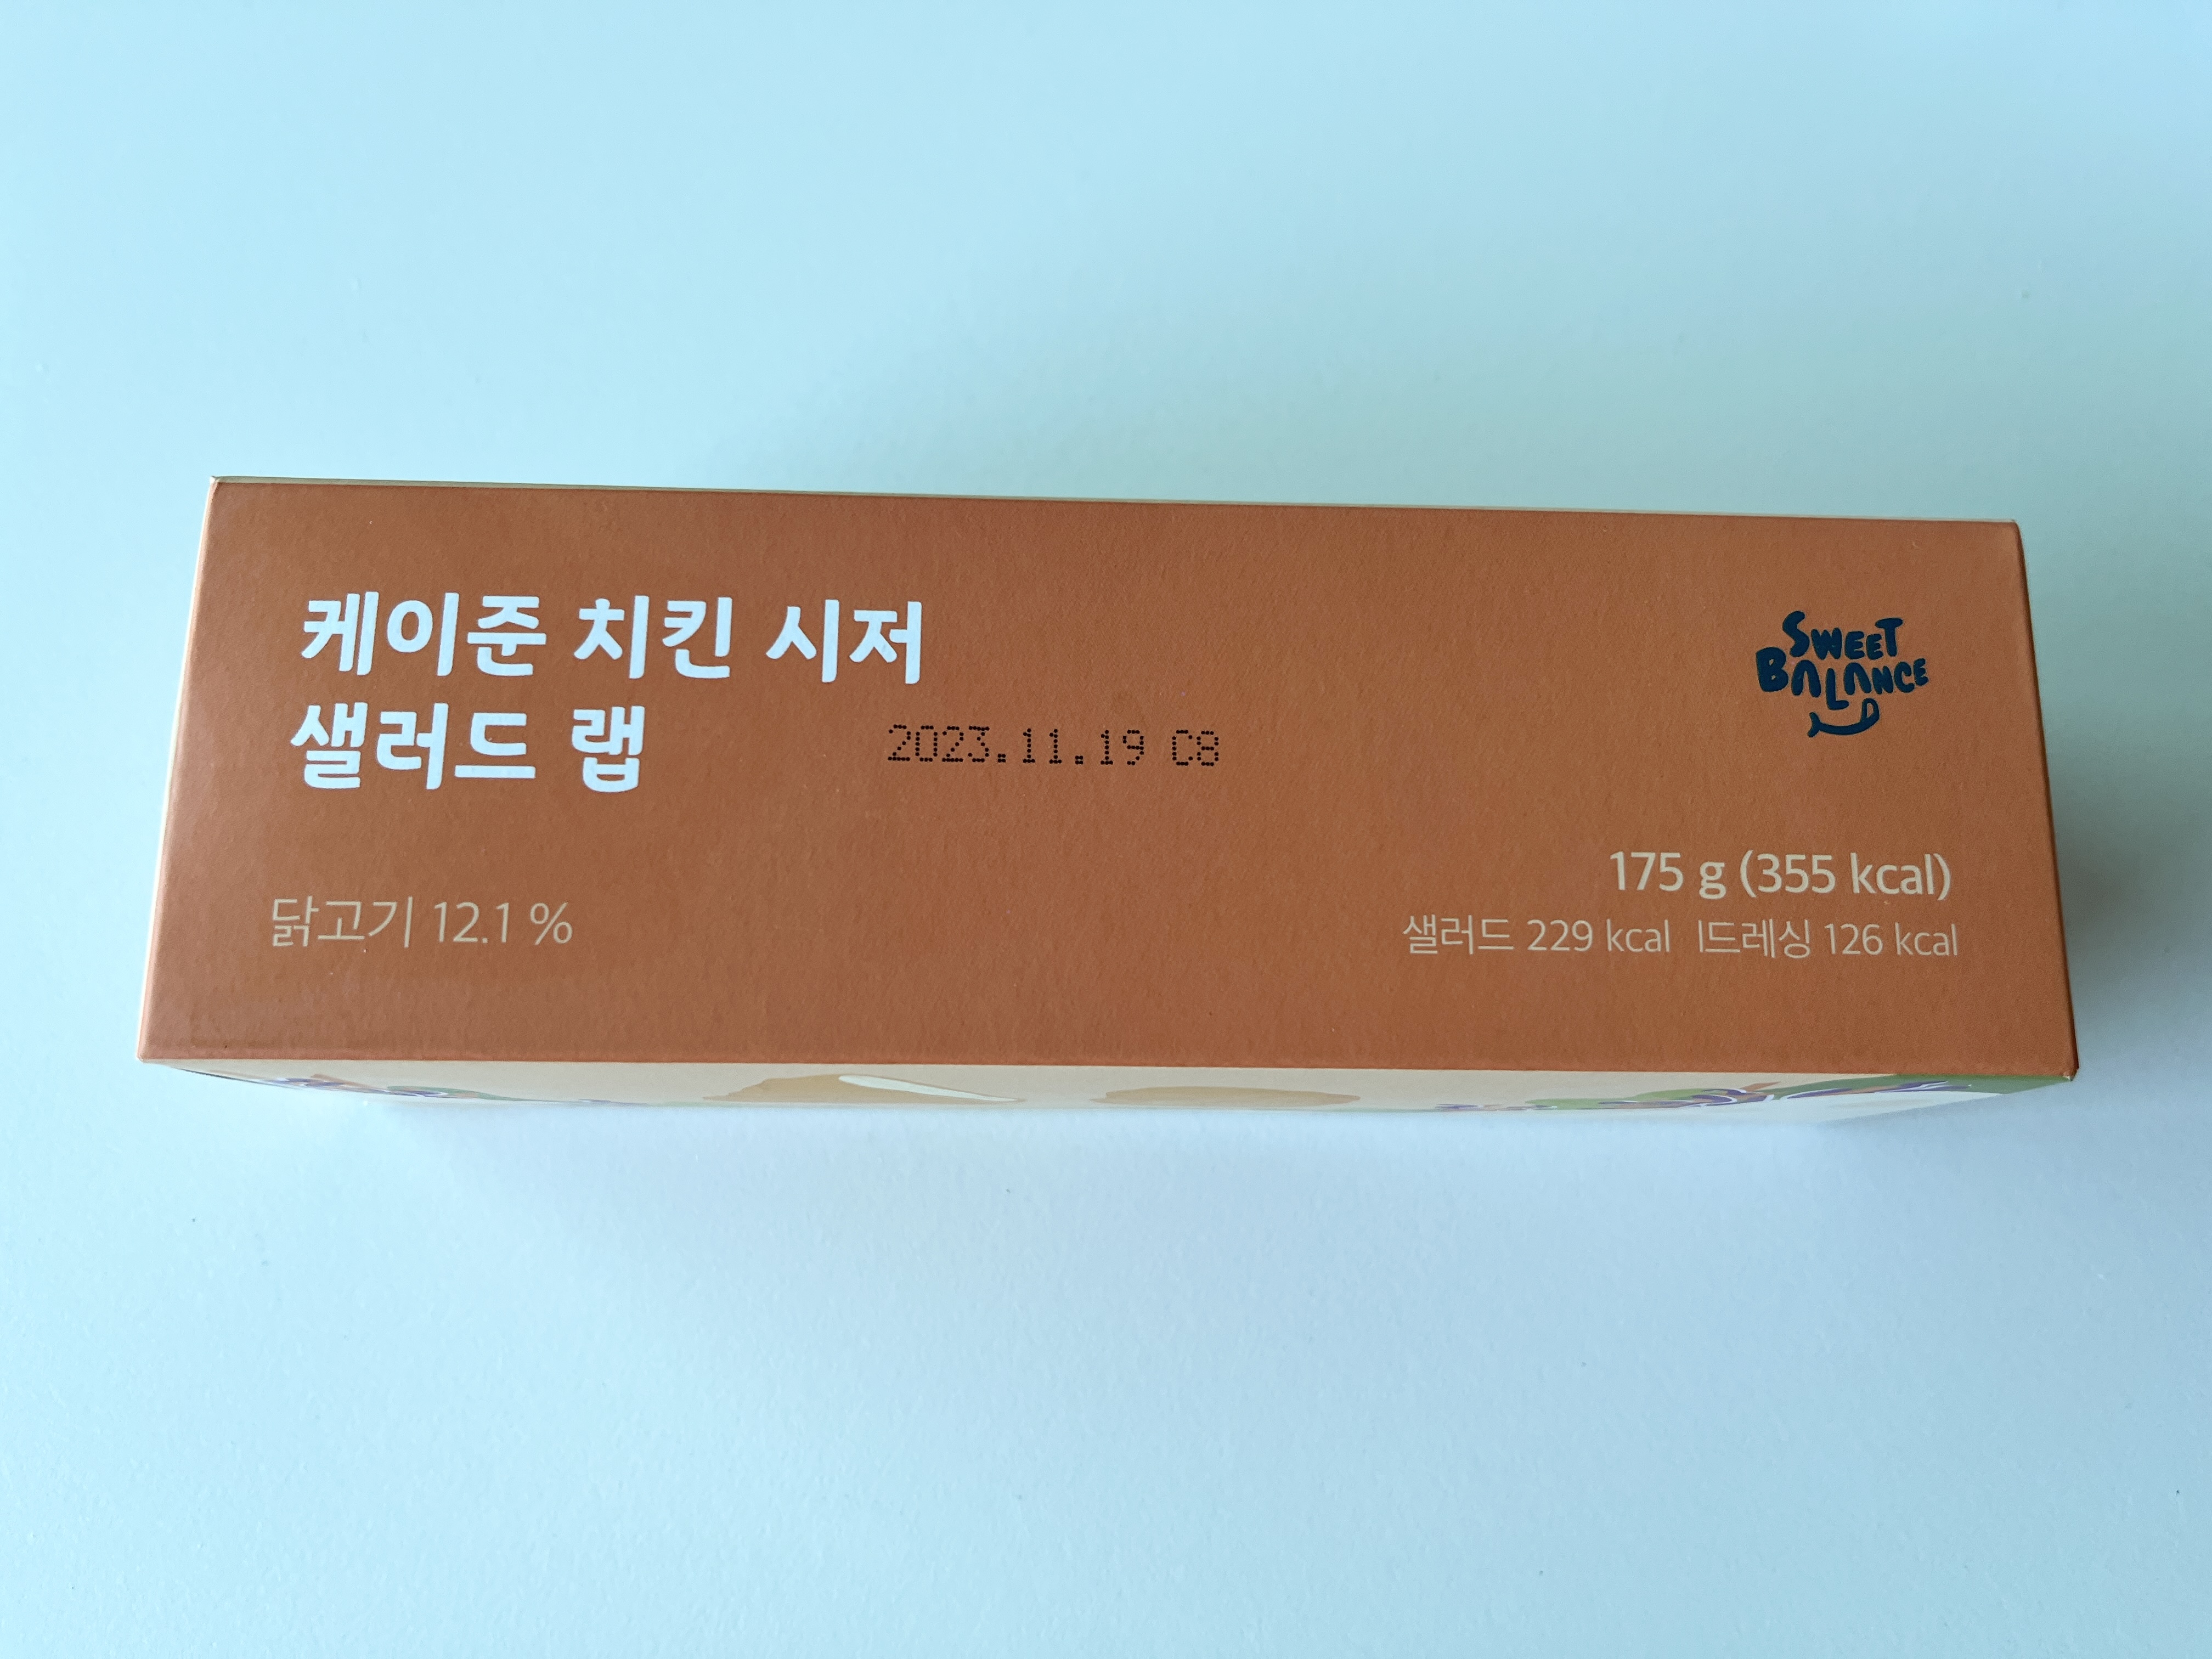 케이준 치킨 시저
샐러드 랩
2023.11.19 C8
닭고기 12.1 %
SWEET
BALANCE
175 g (355 kcal)
샐러드 229 kcal |드레싱 126 kcal